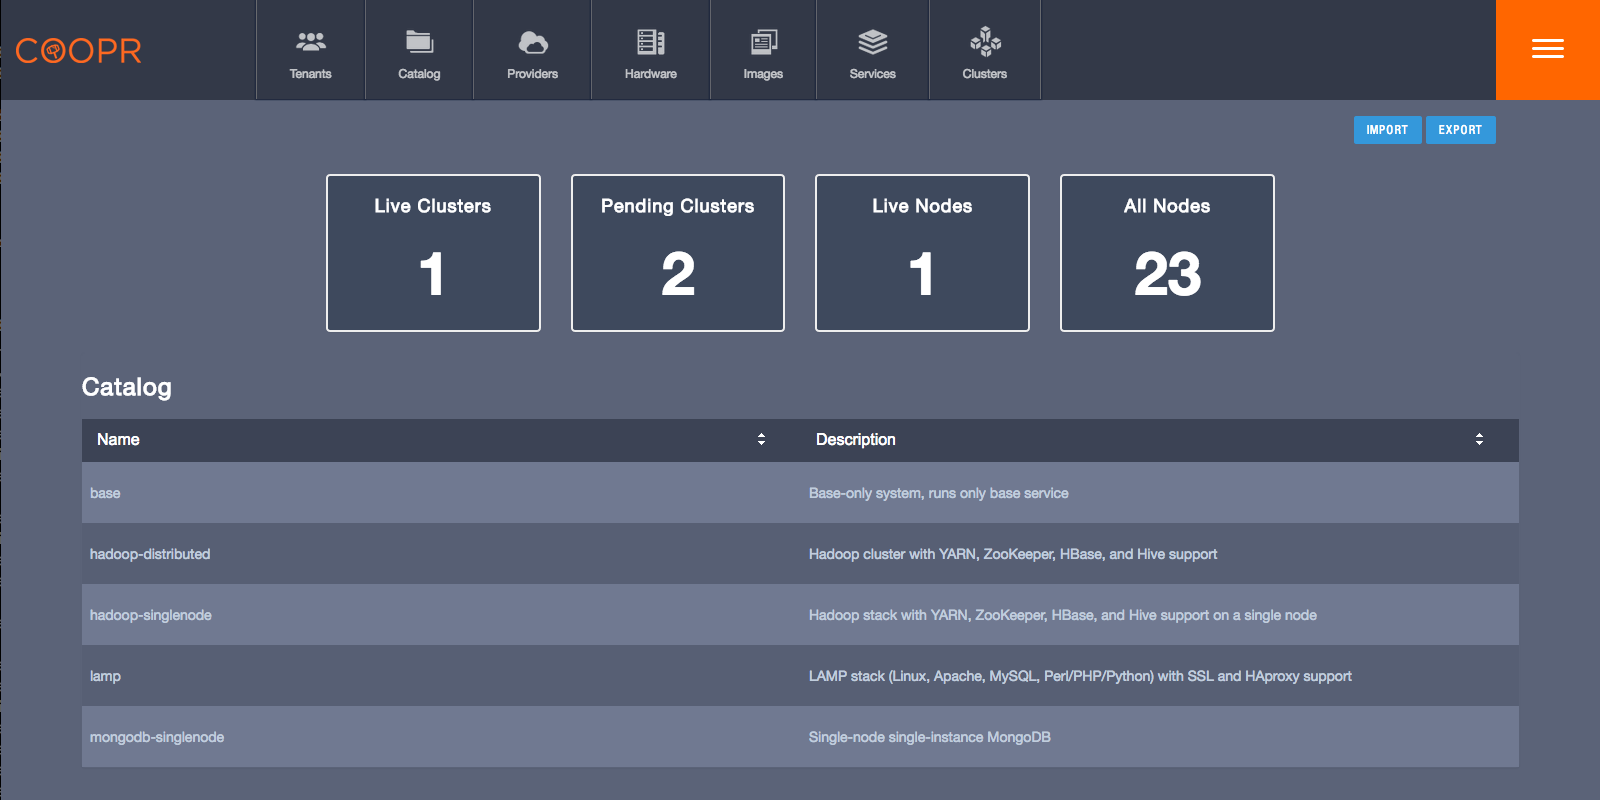 COOPR
Tenants
Catalog
Providers
Hardware
Images
Services
Clusters
IMPORT
EXPORT
Live Clusters
1
Pending Clusters
2
Live Nodes
1
All Nodes
23
Catalog
Name
Description
base
Base-only system, runs only base service
hadoop-distributed
Hadoop cluster with YARN, ZooKeeper, HBase, and Hive support
hadoop-singlenode
Hadoop stack with YARN, ZooKeeper, HBase, and Hive support on a single node
lamp
LAMP stack (Linux, Apache, MySQL, Perl/PHP/Python) with SSL and HAproxy support
mongodb-singlenode
Single-node single-instance MongoDB